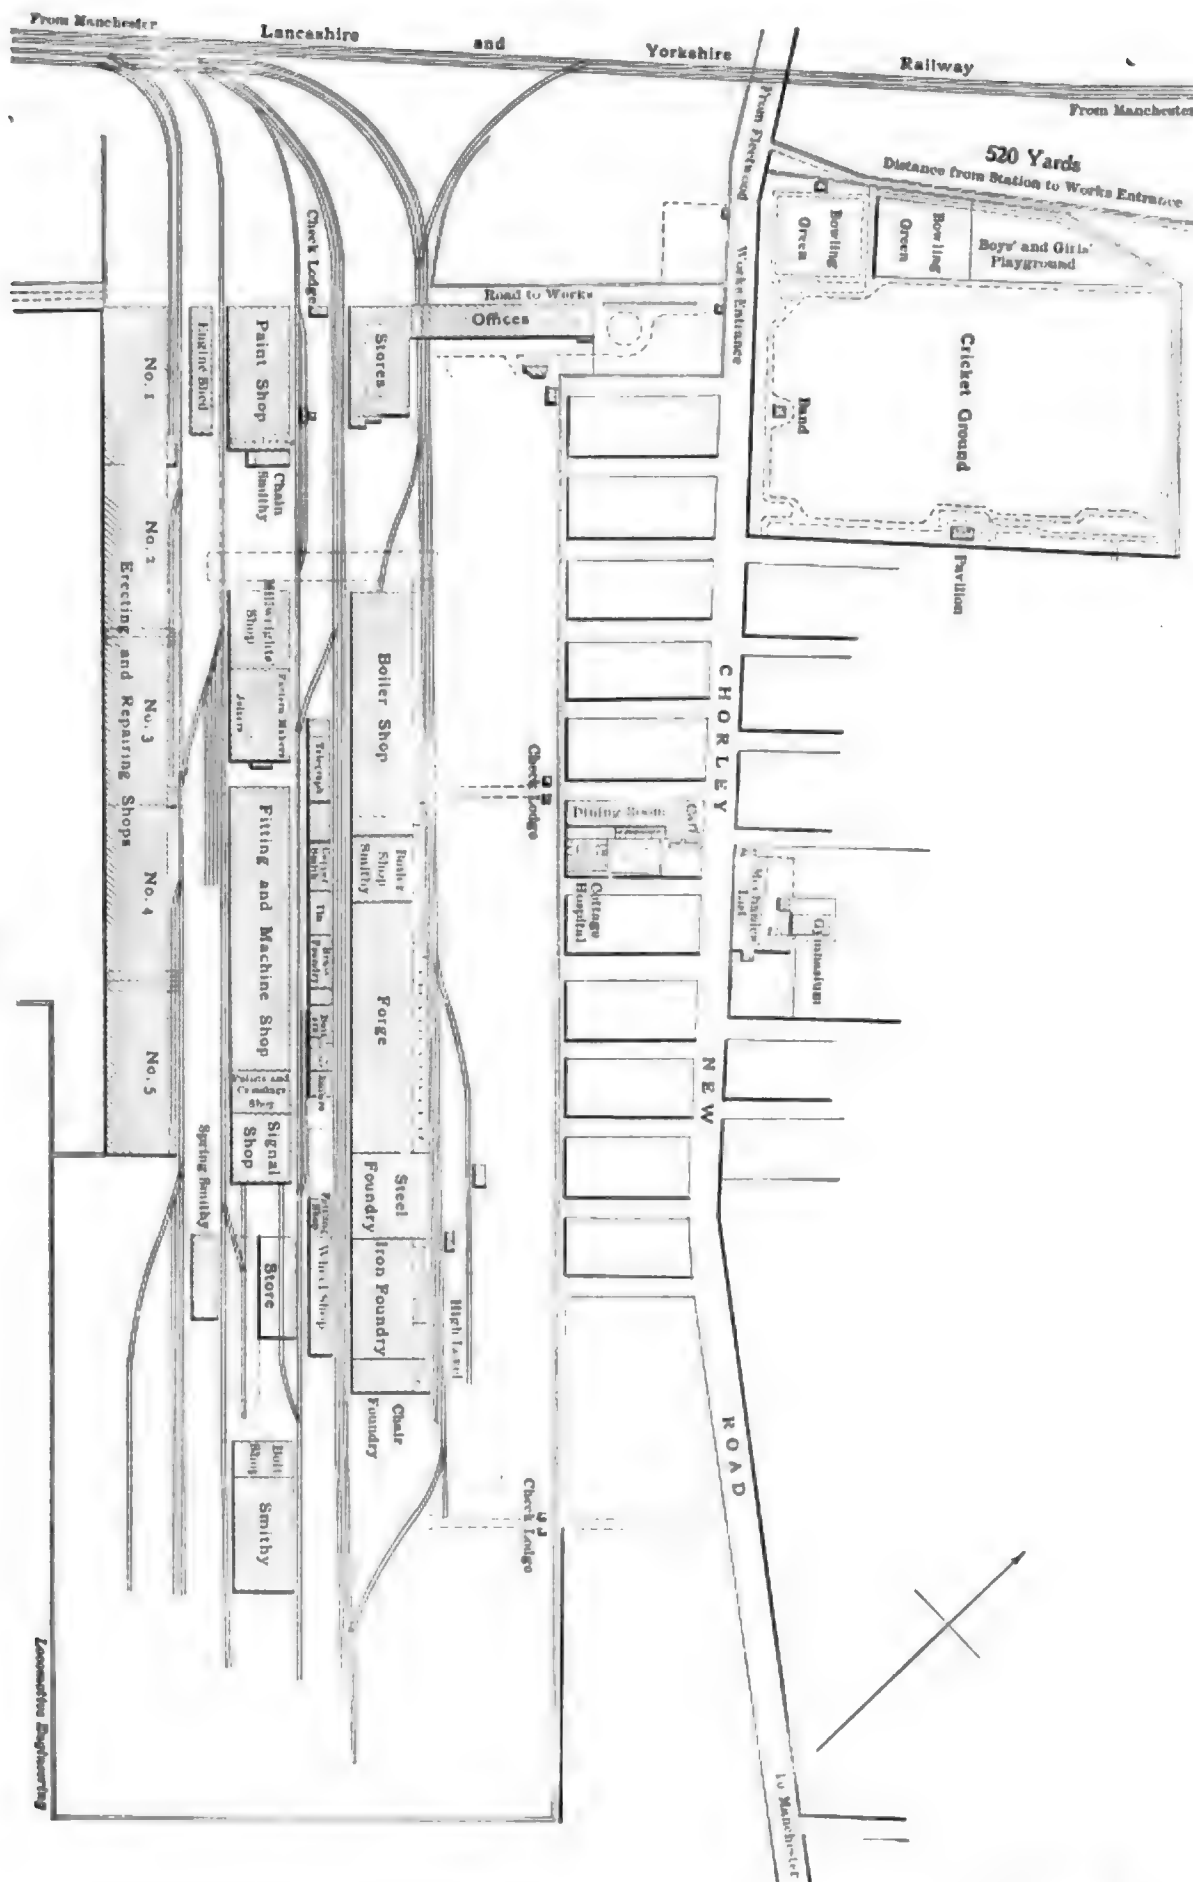 From Manchester
Lancashire and Yorkshire Railway
From Manchester
520 Yards
Distance from Station to Works Entrance
From Fleetwood
Works Entrance
Bowling
Green
Bowling
Green
Boys' and Girls'
Playground
Cricket Ground
Band
Pavilion
Check Lodge
Road to Works
Offices
Stores
Paint Shop
Engine Shed
Chain
Smithy
No. 1
No. 2
No. 3
No. 4
No. 5
Erecting and Repairing Shops
Millwrights
Shop
Pattern Makers
Joiners
Telegraph
Boiler Shop
Boiler
Shop
Smithy
Check Lodge
Dining Room
Cottage
Hospital
Mechanics
Inst
Gymnasium
CHORLEY NEW ROAD
Fitting and Machine Shop
Tin
Brass
Foundry
Forge
Signal
Shop
Spring Smithy
Steel
Foundry
Iron Foundry
Wheel Shop
Store
High Level
Chair
Foundry
Bolt
Shop
Smithy
Check Lodge
To Manchester
Locomotive Engineering